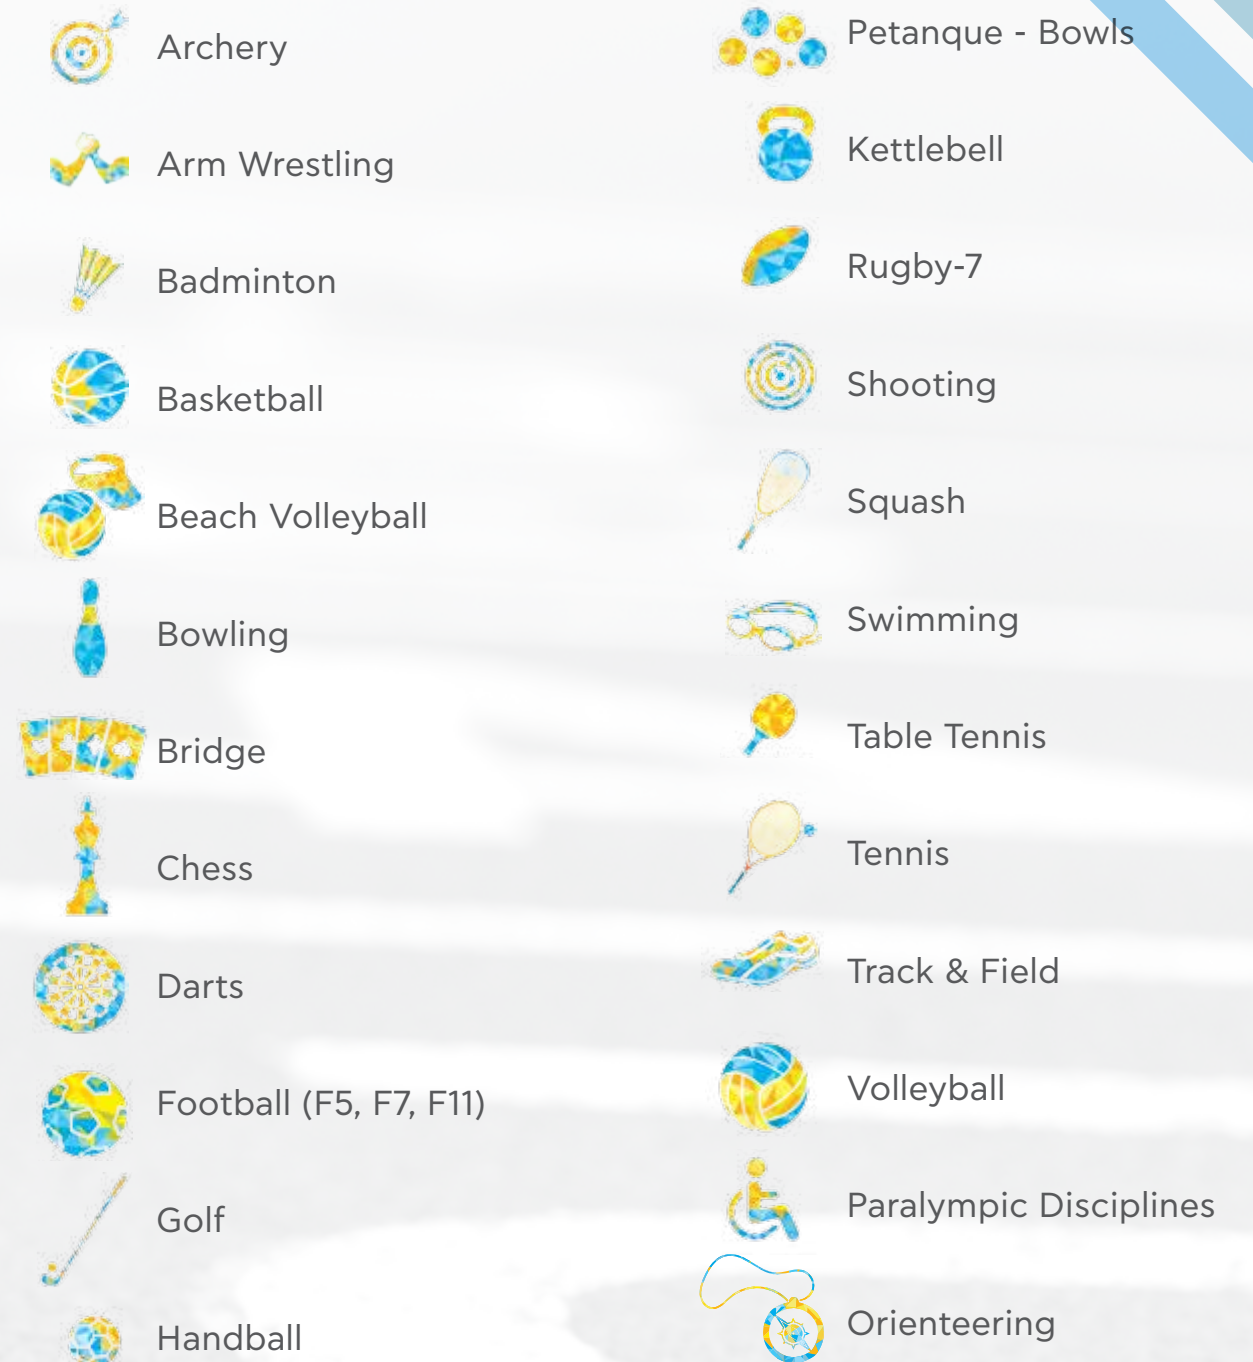 Archery
Arm Wrestling
Badminton
Basketball
Beach Volleyball
Bowling
Bridge
Chess
Darts
Football (F5, F7, F11)
Golf
Handball
Petanque - Bowls
Kettlebell
Rugby-7
Shooting
Squash
Swimming
Table Tennis
Tennis
Track & Field
Volleyball
Paralympic Disciplines
Orienteering